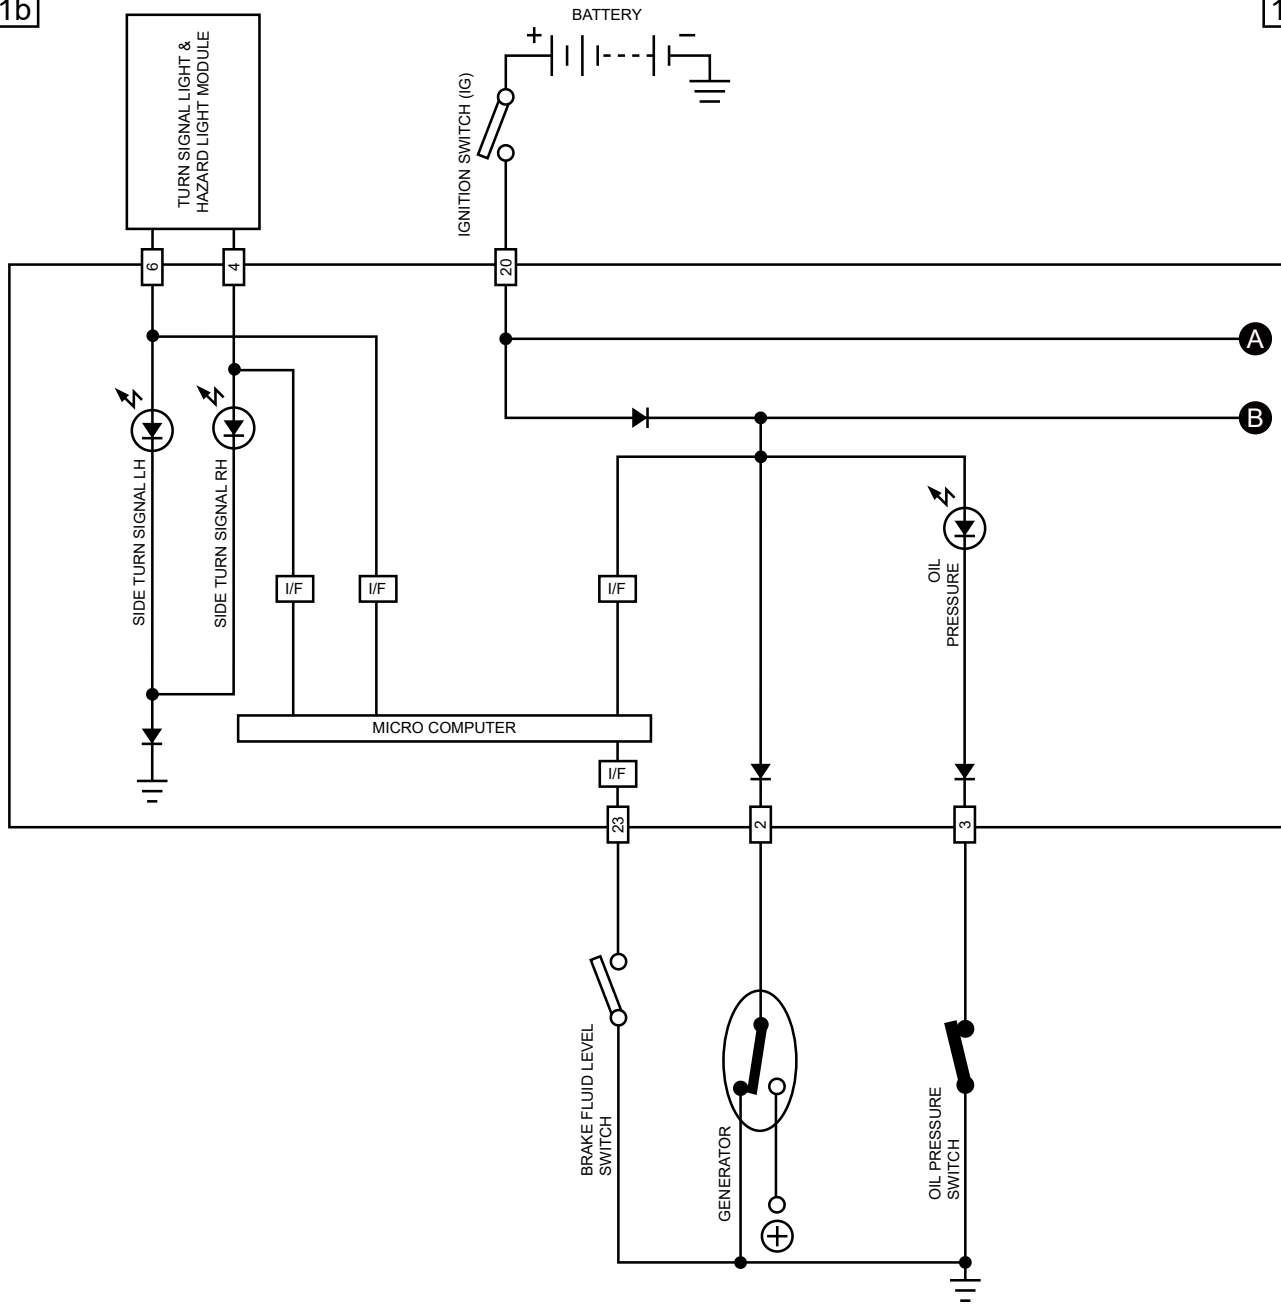 1b
1
BATTERY
+
−
TURN SIGNAL LIGHT &
HAZARD LIGHT MODULE
IGNITION SWITCH (IG)
6
4
20
A
B
SIDE TURN SIGNAL LH
SIDE TURN SIGNAL RH
I/F
I/F
I/F
OIL
PRESSURE
MICRO COMPUTER
I/F
23
2
3
BRAKE FLUID LEVEL
SWITCH
GENERATOR
+
OIL PRESSURE
SWITCH